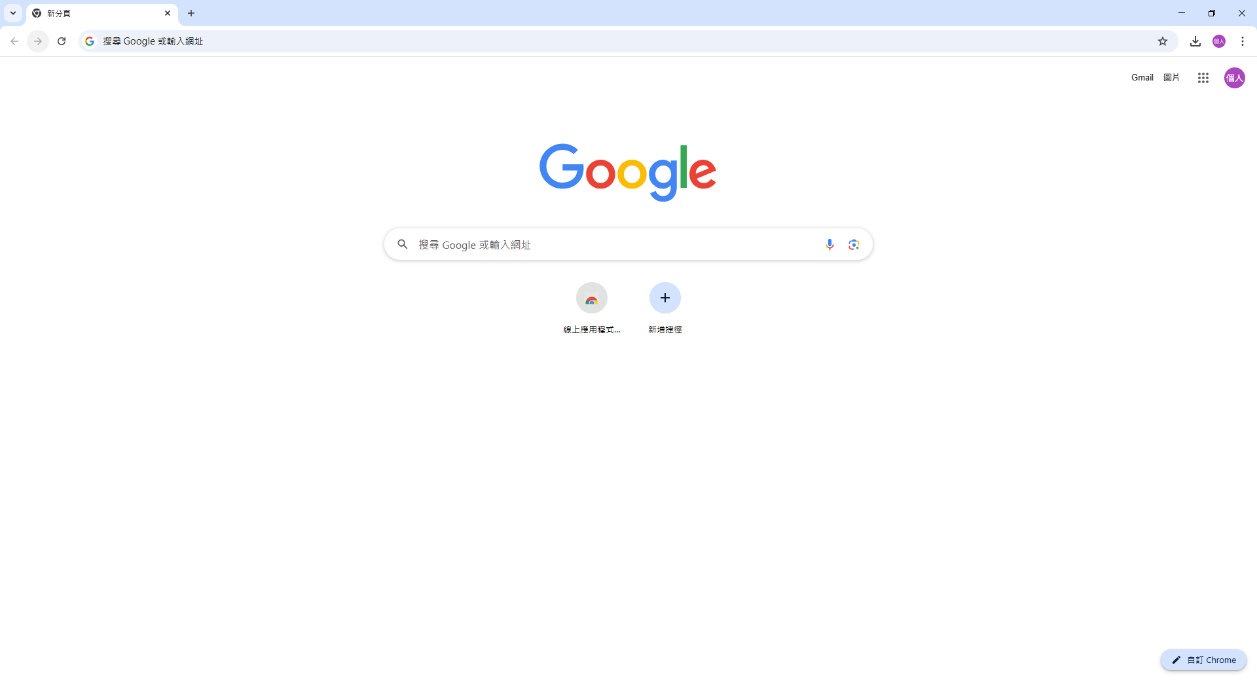 新分頁
搜尋 Google 或輸入網址
個人
Gmail 圖片
個人
Google
搜尋 Google 或輸入網址
線上應用程式...
新增捷徑
自訂 Chrome